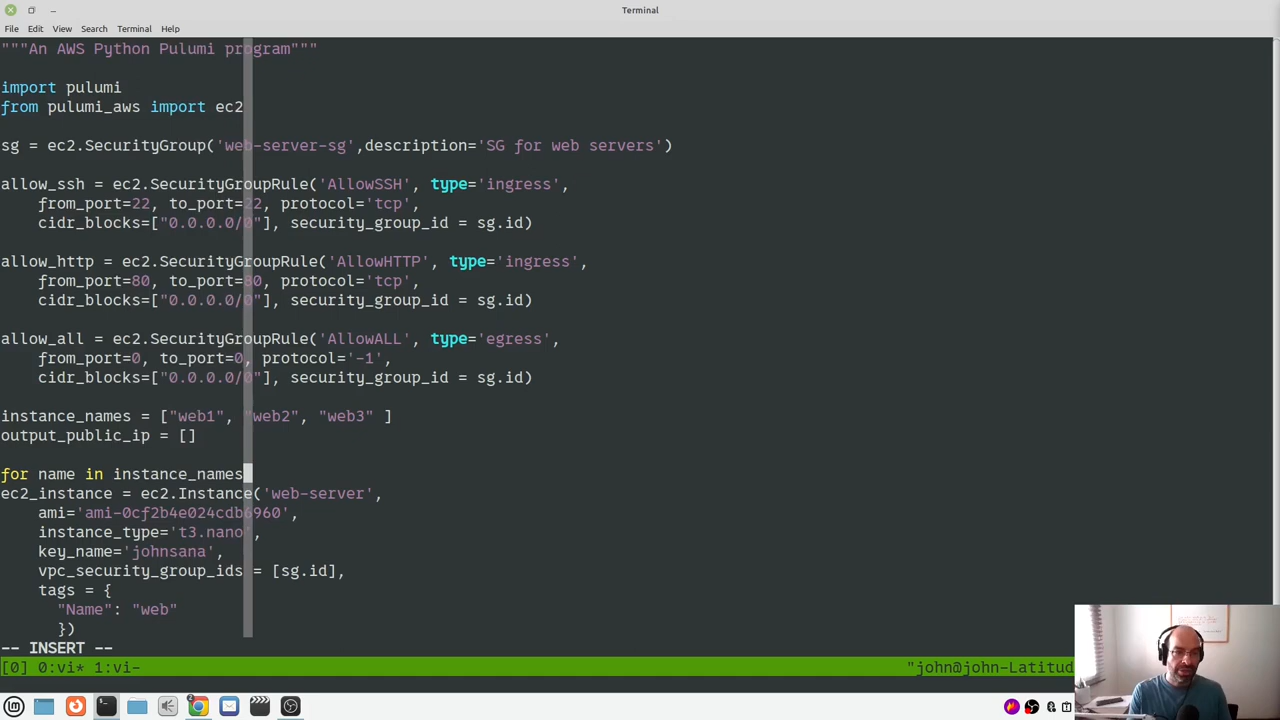 Terminal
File Edit View Search Terminal Help
"""An AWS Python Pulumi program"""
import pulumi
from pulumi_aws import ec2
sg = ec2.SecurityGroup('web-server-sg',description='SG for web servers')
allow_ssh = ec2.SecurityGroupRule('AllowSSH', type='ingress',
from_port=22, to_port=22, protocol='tcp',
cidr_blocks=["0.0.0.0/0"], security_group_id = sg.id)
allow_http = ec2.SecurityGroupRule('AllowHTTP', type='ingress',
from_port=80, to_port=80, protocol='tcp',
cidr_blocks=["0.0.0.0/0"], security_group_id = sg.id)
allow_all = ec2.SecurityGroupRule('AllowALL', type='egress',
from_port=0, to_port=0, protocol='-1',
cidr_blocks=["0.0.0.0/0"], security_group_id = sg.id)
instance_names = ["web1", "web2", "web3" ]
output_public_ip = []
for name in instance_names
ec2_instance = ec2.Instance('web-server',
ami='ami-0cf2b4e024cdb6960',
instance_type='t3.nano',
key_name='johnsana',
vpc_security_group_ids = [sg.id],
tags = {
"Name": "web"
})
-- INSERT --
[0] 0:vi* 1:vi- "john@john-Latitud